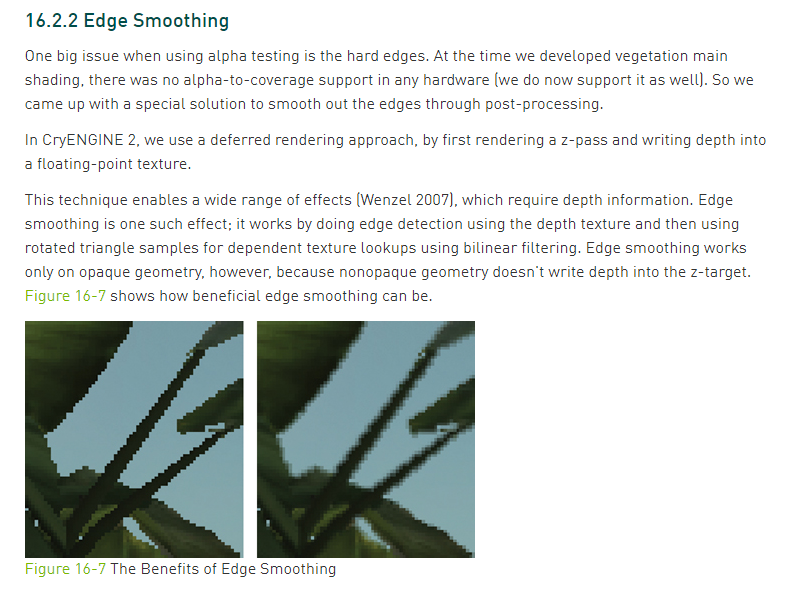 16.2.2 Edge Smoothing
One big issue when using alpha testing is the hard edges. At the time we developed vegetation main
shading, there was no alpha-to-coverage support in any hardware (we do now support it as well). So we
came up with a special solution to smooth out the edges through post-processing.
In CryENGINE 2, we use a deferred rendering approach, by first rendering a z-pass and writing depth into
a floating-point texture.
This technique enables a wide range of effects (Wenzel 2007), which require depth information. Edge
smoothing is one such effect; it works by doing edge detection using the depth texture and then using
rotated triangle samples for dependent texture lookups using bilinear filtering. Edge smoothing works
only on opaque geometry, however, because nonopaque geometry doesn't write depth into the z-target.
Figure 16-7 shows how beneficial edge smoothing can be.
Figure 16-7 The Benefits of Edge Smoothing